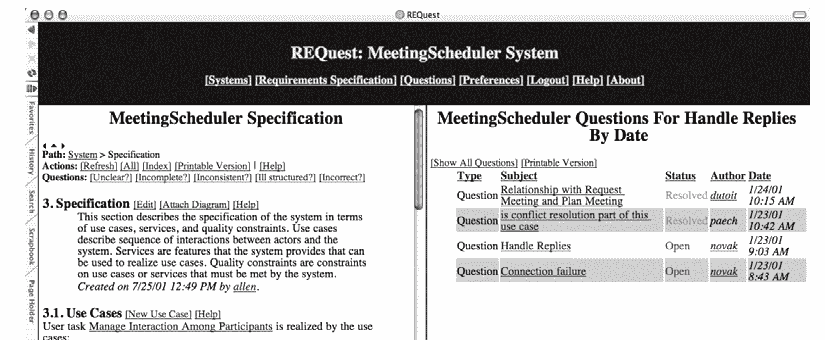 REQuest
REQuest: MeetingScheduler System
[Systems] [Requirements Specification] [Questions] [Preferences] [Logout] [Help] [About]
Favorites
History
Search
Scrapbook
Page Holder
MeetingScheduler Specification
Path: System > Specification
Actions: [Refresh] [All] [Index] [Printable Version] | [Help]
Questions: [Unclear?] [Incomplete?] [Inconsistent?] [Ill structured?] [Incorrect?]
3. Specification [Edit] [Attach Diagram] [Help]
This section describes the specification of the system in terms
of use cases, services, and quality constraints. Use cases
describe sequence of interactions between actors and the
system. Services are features that the system provides that can
be used to realize use cases. Quality constraints are constraints
on use cases or services that must be met by the system.
Created on 7/25/01 12:49 PM by allen.
3.1. Use Cases [New Use Case] [Help]
User task Manage Interaction Among Participants is realized by the use
cases:
MeetingScheduler Questions For Handle Replies
By Date
[Show All Questions] [Printable Version]
Type Subject Status Author Date
Question Relationship with Request Meeting and Plan Meeting Resolved dutoit 1/24/01 10:15 AM
Question is conflict resolution part of this use case Resolved paech 1/23/01 10:42 AM
Question Handle Replies Open novak 1/23/01 9:03 AM
Question Connection failure Open novak 1/23/01 8:43 AM